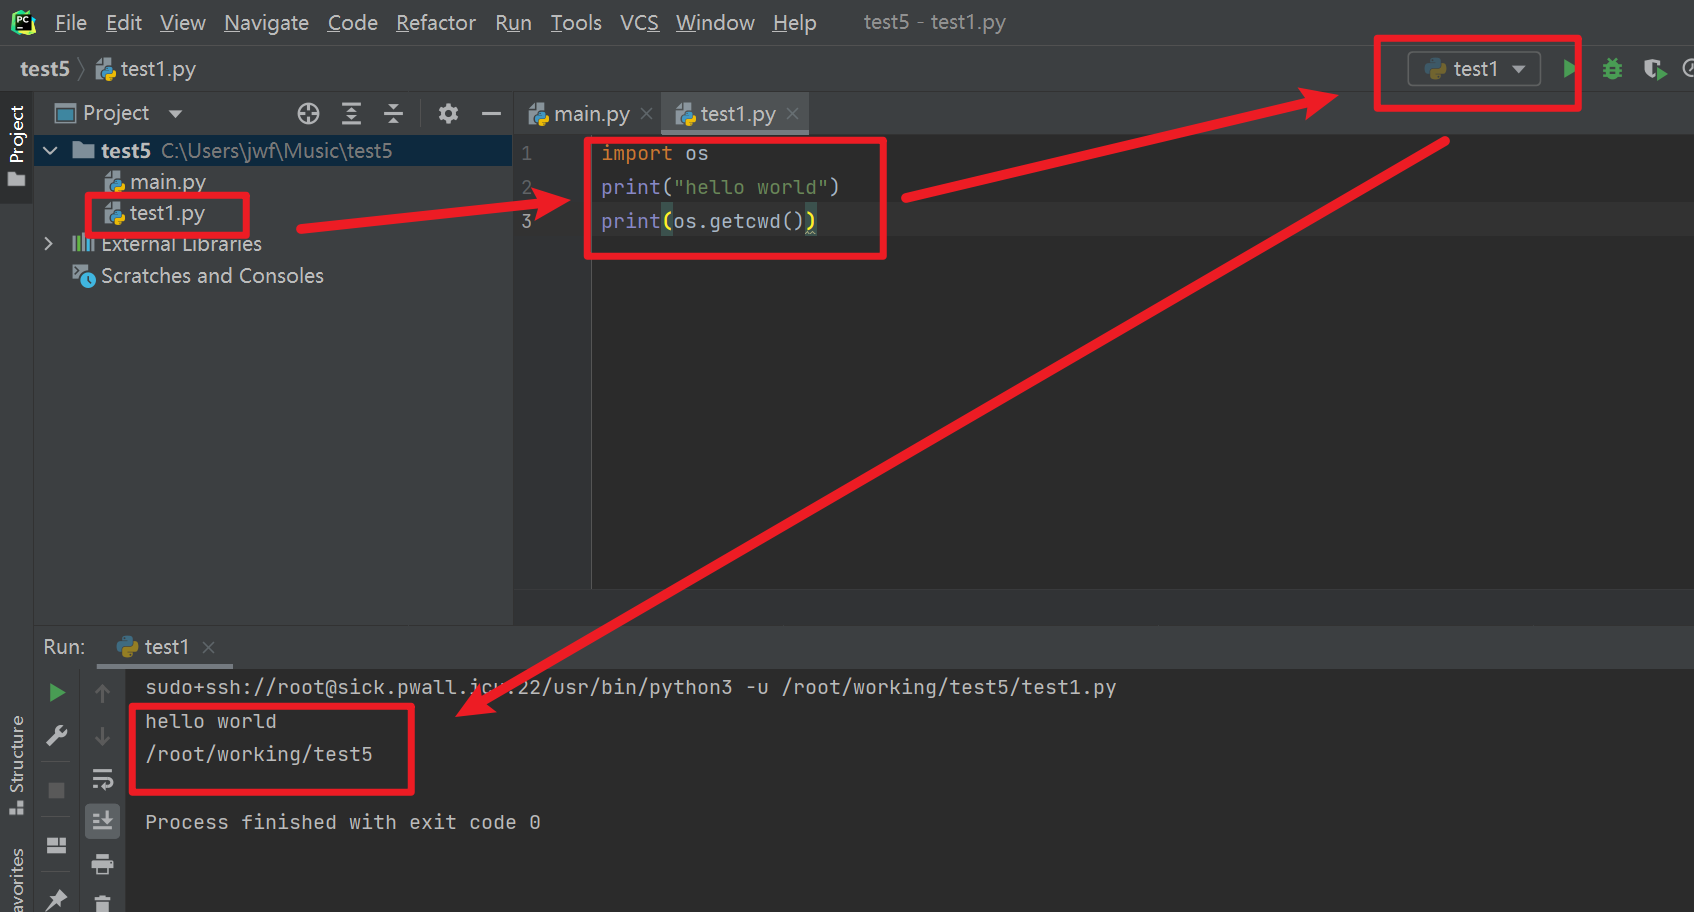 PC
File Edit View Navigate Code Refactor Run Tools VCS Window Help test5 - test1.py
test5 test1.py
test1
Project
Project
main.py
test1.py
test5 C:\Users\jwf\Music\test5
main.py
test1.py
External Libraries
Scratches and Consoles
1 import os
2 print("hello world")
3 print(os.getcwd())
Run: test1
sudo+ssh://root@sick.pwall.icu:22/usr/bin/python3 -u /root/working/test5/test1.py
hello world
/root/working/test5
Process finished with exit code 0
Structure